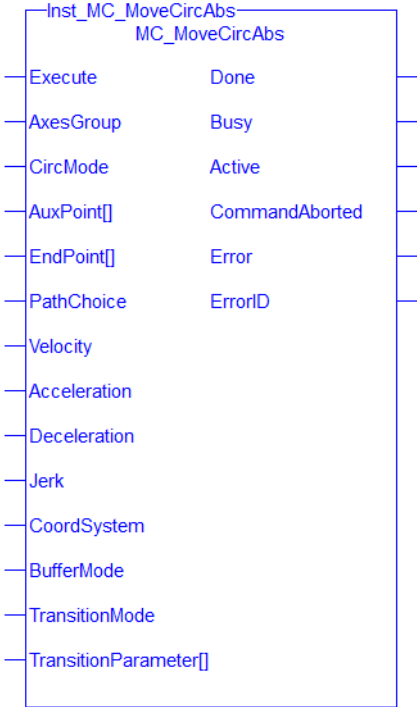 Inst_MC_MoveCircAbs
MC_MoveCircAbs
Execute Done
AxesGroup Busy
CircMode Active
AuxPoint[] CommandAborted
EndPoint[] Error
PathChoice ErrorID
Velocity
Acceleration
Deceleration
Jerk
CoordSystem
BufferMode
TransitionMode
TransitionParameter[]